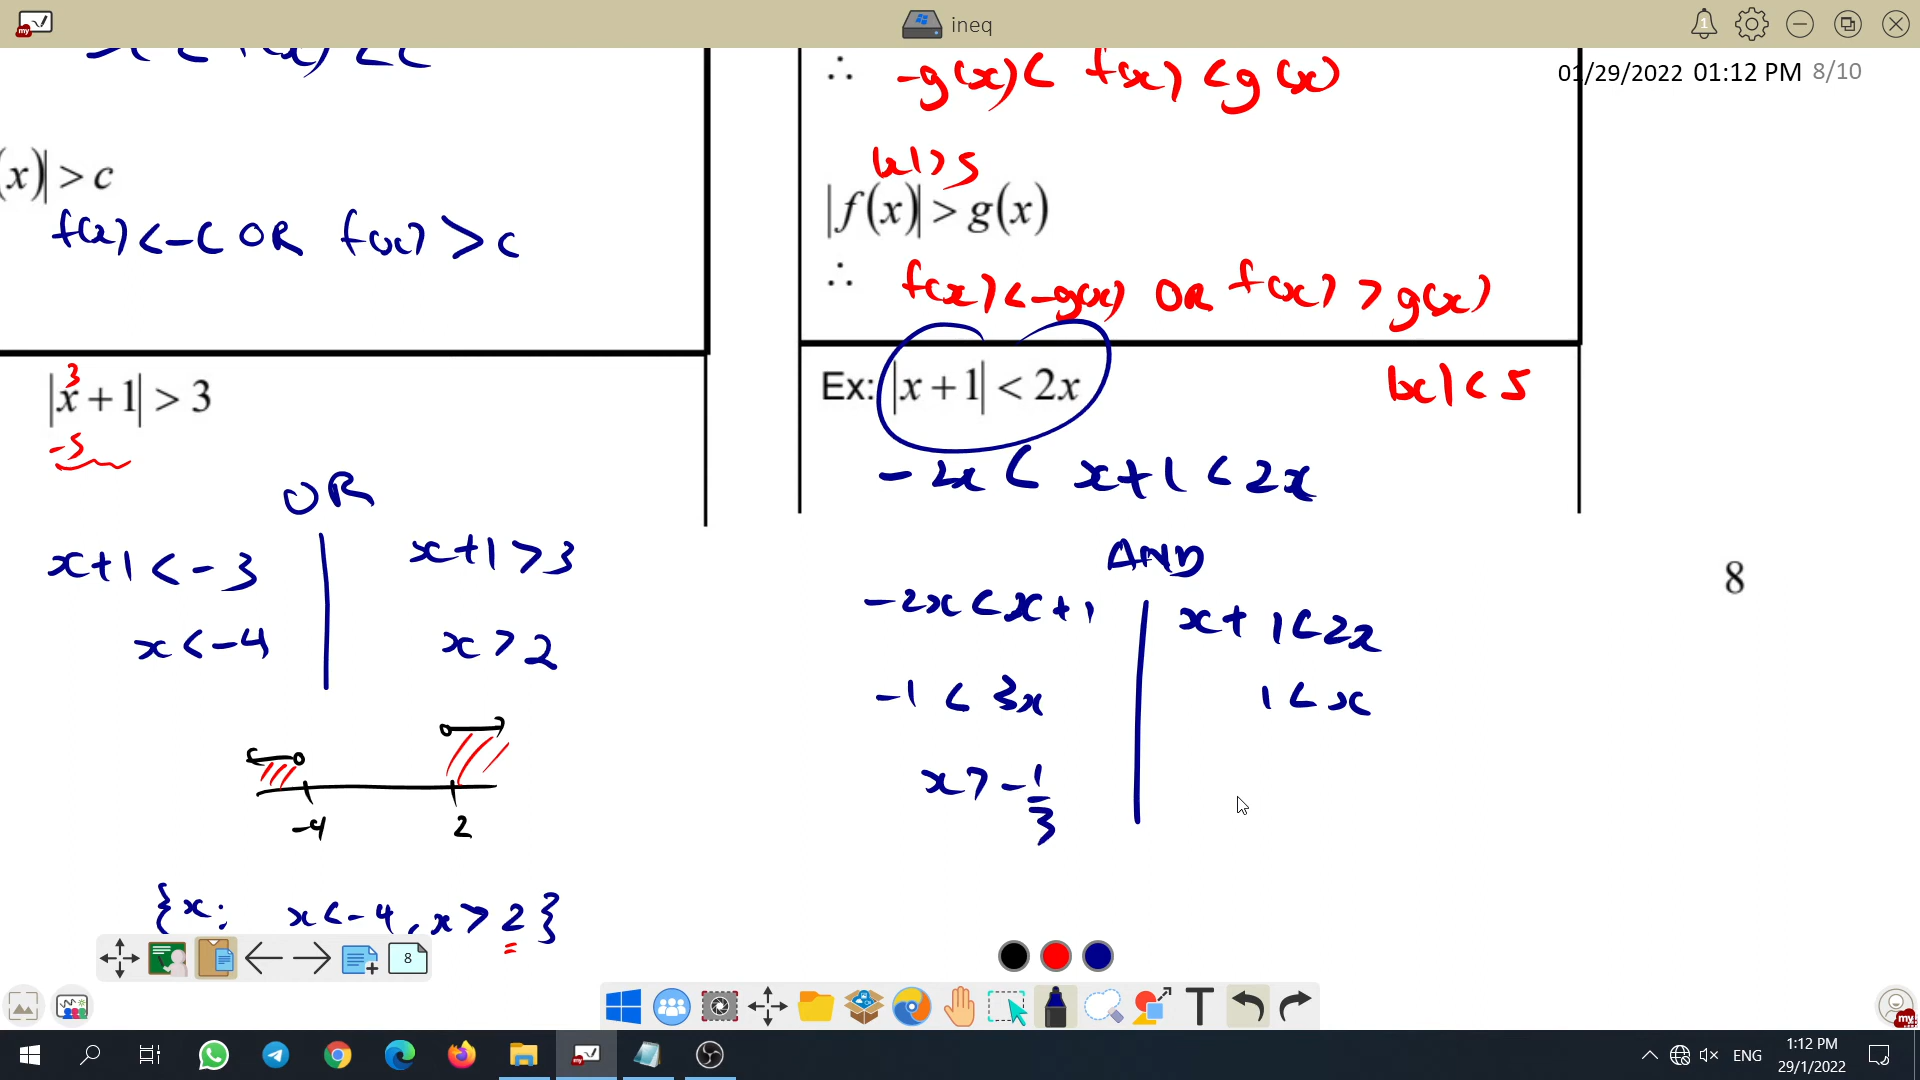 ineq
01/29/2022 01:12 PM 8/10
(x)| > c
f(x) < -c OR f(x) > c
|x+1| > 3
3
-5
OR
x+1 < -3
x+1 > 3
x < -4
x > 2
-4
2
{x: x < -4, x > 2}
∴ -g(x) < f(x) < g(x)
|x| > 5
|f(x)| > g(x)
∴ f(x) < -g(x) OR f(x) > g(x)
Ex: |x+1| < 2x
|x| < 5
-2x < x+1 < 2x
AND
-2x < x+1
x+1 < 2x
-1 < 3x
1 < x
x > -1/3
8
8
ENG
1:12 PM
29/1/2022